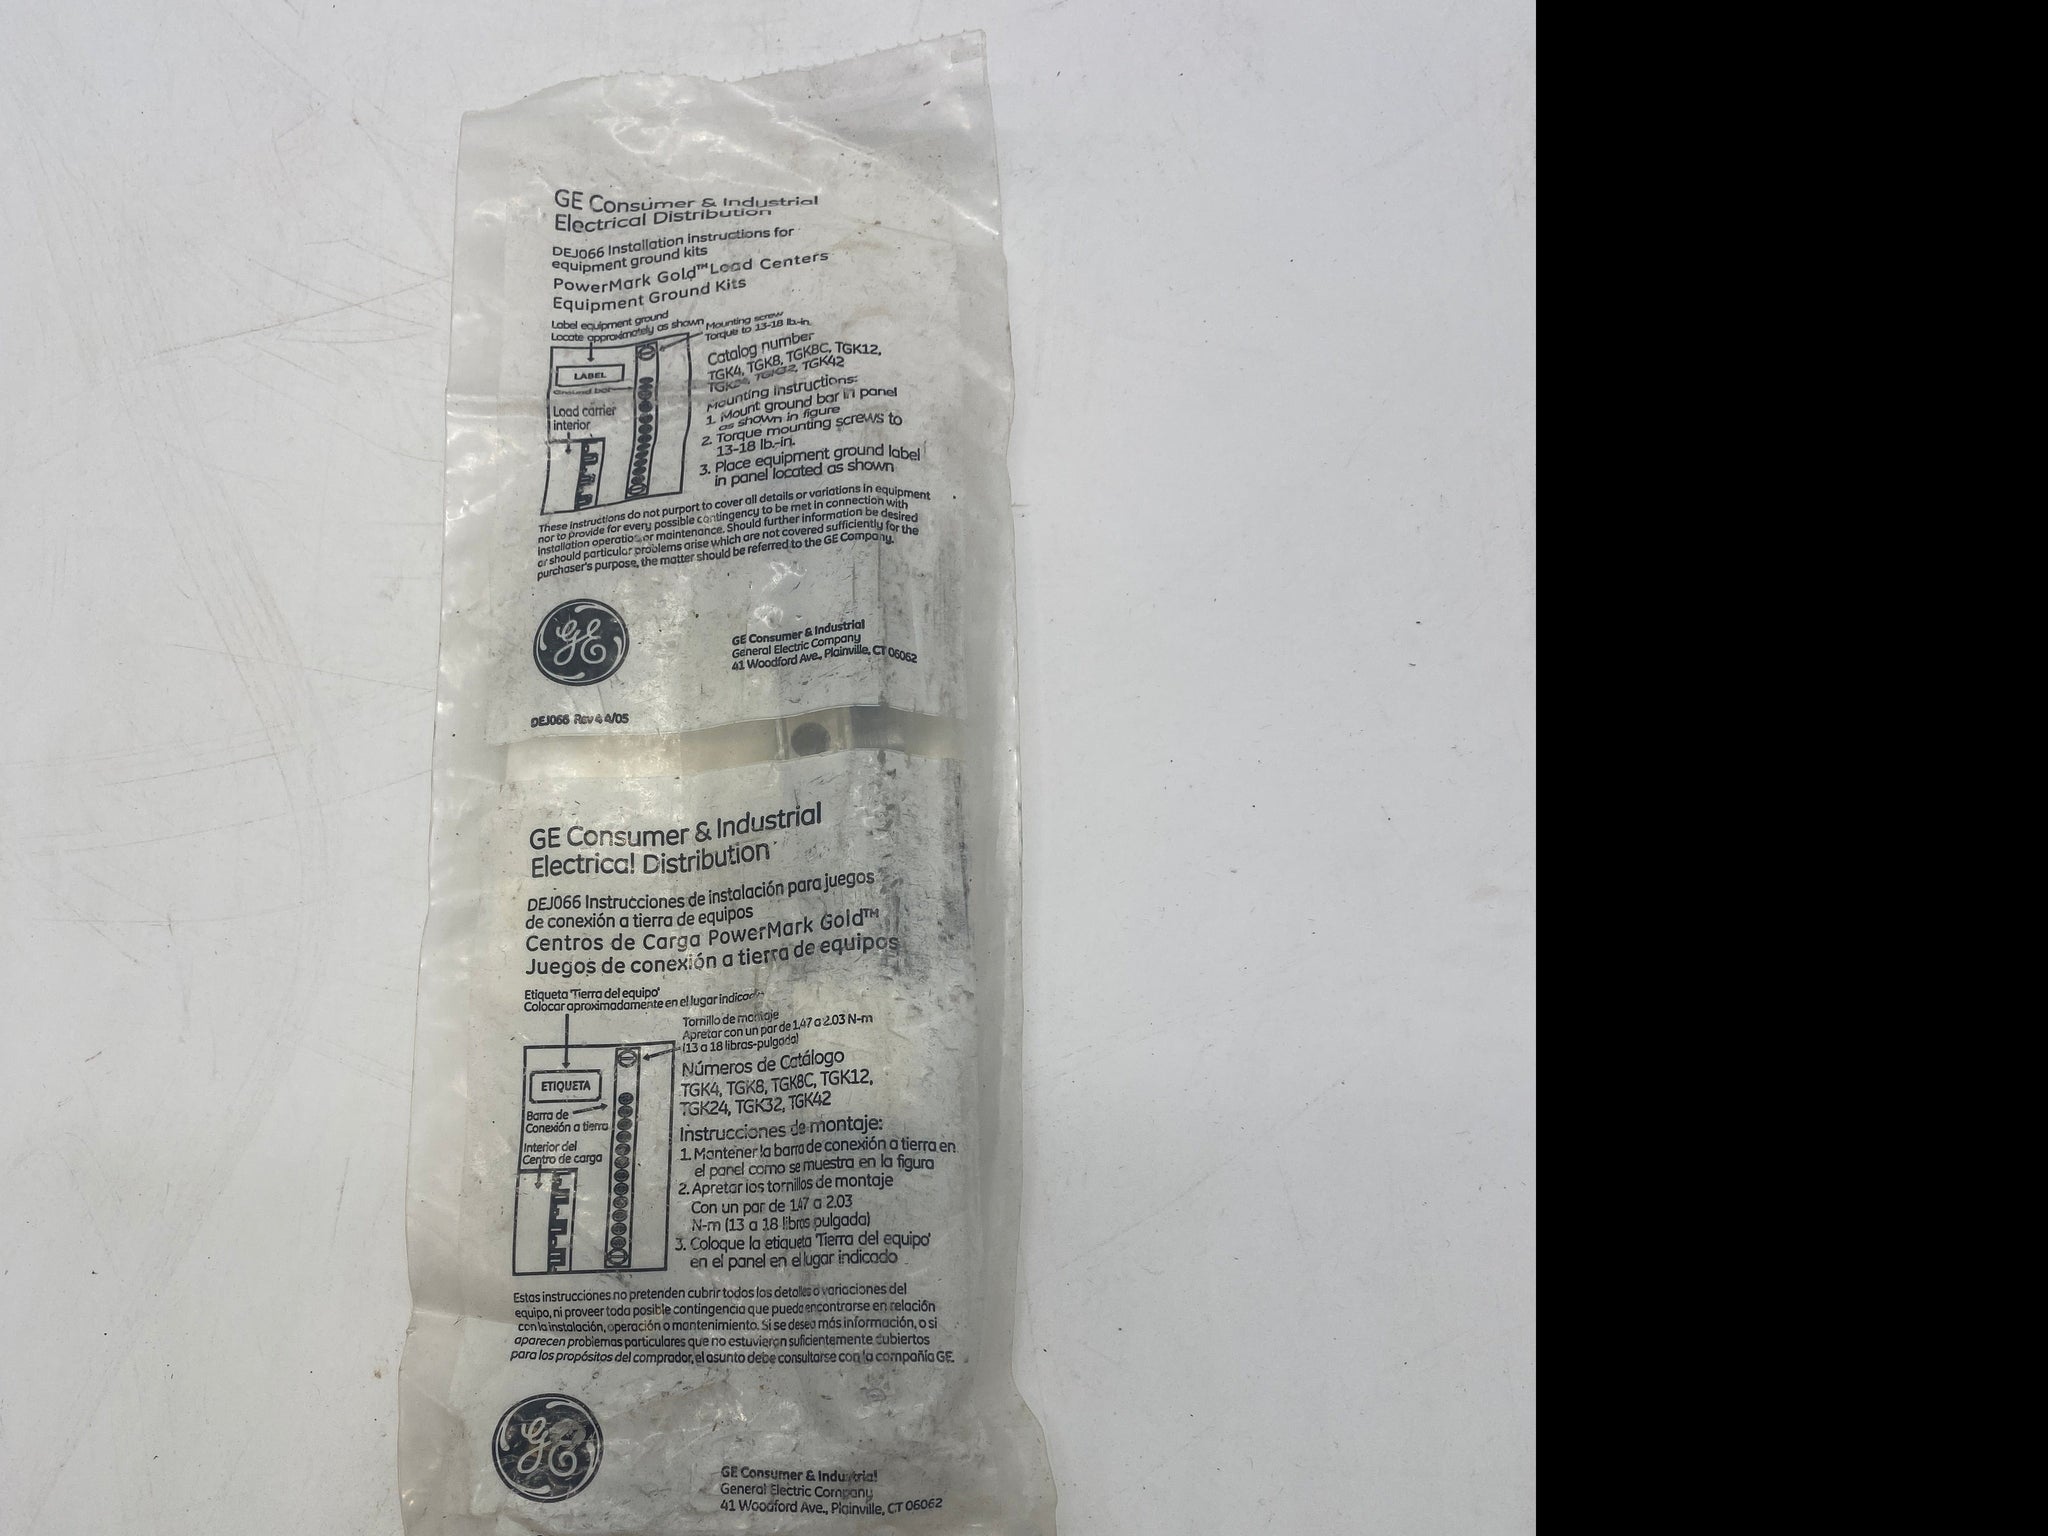 GE Consumer & Industrial
Electrical Distribution
DEJ066 Installation instructions for
equipment ground kits
PowerMark Gold™ Load Centers
Equipment Ground Kits
Label equipment ground
Locate approximately as shown
Mounting screw
Torque to 13-18 lb.-in.
LABEL
Ground bar
Load carrier
interior
Catalog number
TGK4, TGK8, TGK8C, TGK12,
TGK24, TGK32, TGK42
Mounting instructions:
1. Mount ground bar in panel
as shown in figure
2. Torque mounting screws to
13-18 lb.-in.
3. Place equipment ground label
in panel located as shown
These instructions do not purport to cover all details or variations in equipment
nor to provide for every possible contingency to be met in connection with
installation operation or maintenance. Should further information be desired
or should particular problems arise which are not covered sufficiently for the
purchaser's purpose, the matter should be referred to the GE Company.
GE
GE Consumer & Industrial
General Electric Company
41 Woodford Ave., Plainville, CT 06062
DEJ066 Rev 4 4/05
GE Consumer & Industrial
Electrical Distribution
DEJ066 Instrucciones de instalación para juegos
de conexión a tierra de equipos
Centros de Carga PowerMark Gold™
Juegos de conexión a tierra de equipos
Etiqueta 'Tierra del equipo'
Colocar aproximadamente en el lugar indicado
Tornillo de montaje
Apretar con un par de 1.47 a 2.03 N-m
(13 a 18 libras-pulgada)
ETIQUETA
Barra de
Conexión a tierra
Interior del
Centro de carga
Números de Catálogo
TGK4, TGK8, TGK8C, TGK12,
TGK24, TGK32, TGK42
Instrucciones de montaje:
1. Mantener la barra de conexión a tierra en
el panel como se muestra en la figura
2. Apretar los tornillos de montaje
Con un par de 1.47 a 2.03
N-m (13 a 18 libras pulgada)
3. Coloque la etiqueta 'Tierra del equipo'
en el panel en el lugar indicado
Estas instrucciones no pretenden cubrir todos los detalles o variaciones del
equipo, ni proveer toda posible contingencia que pueda encontrarse en relación
con la instalación, operación o mantenimiento. Si se desea más información, o si
aparecen problemas particulares que no estuvieron suficientemente cubiertos
para los propósitos del comprador, el asunto debe consultarse con la compañía GE.
GE
GE Consumer & Industrial
General Electric Company
41 Woodford Ave., Plainville, CT 06062